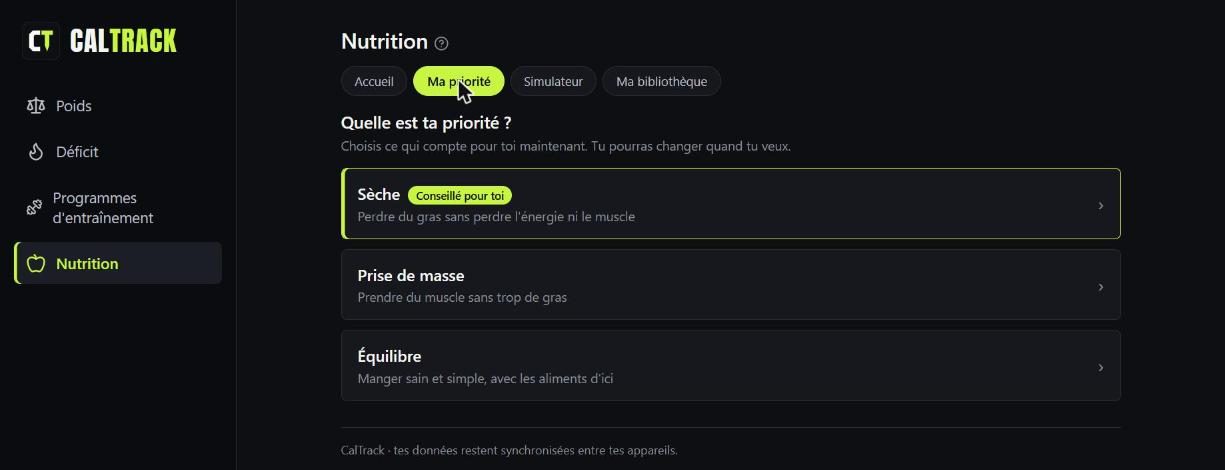 CT CALTRACK
Poids
Déficit
Programmes
d'entraînement
Nutrition
Nutrition ?
Accueil
Ma priorité
Simulateur
Ma bibliothèque
Quelle est ta priorité ?
Choisis ce qui compte pour toi maintenant. Tu pourras changer quand tu veux.
Sèche Conseillé pour toi
Perdre du gras sans perdre l'énergie ni le muscle
Prise de masse
Prendre du muscle sans trop de gras
Équilibre
Manger sain et simple, avec les aliments d'ici
CalTrack · tes données restent synchronisées entre tes appareils.